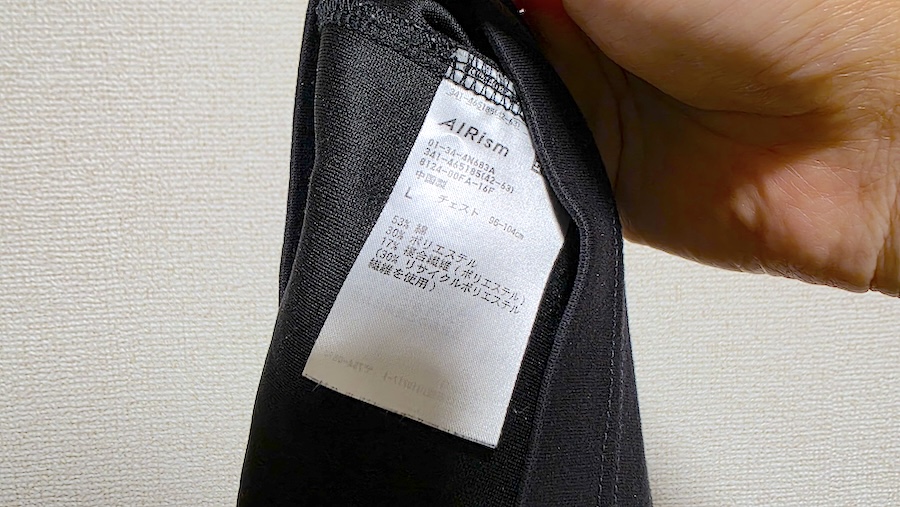 AIRism
01-34-4N683A
341-465185(42-63)
8124-00FA-16F
中国製
L チェスト 96-104cm
53% 綿
30% ポリエステル
17% 複合繊維(ポリエステル)
(30% リサイクルポリエステル
繊維を使用)